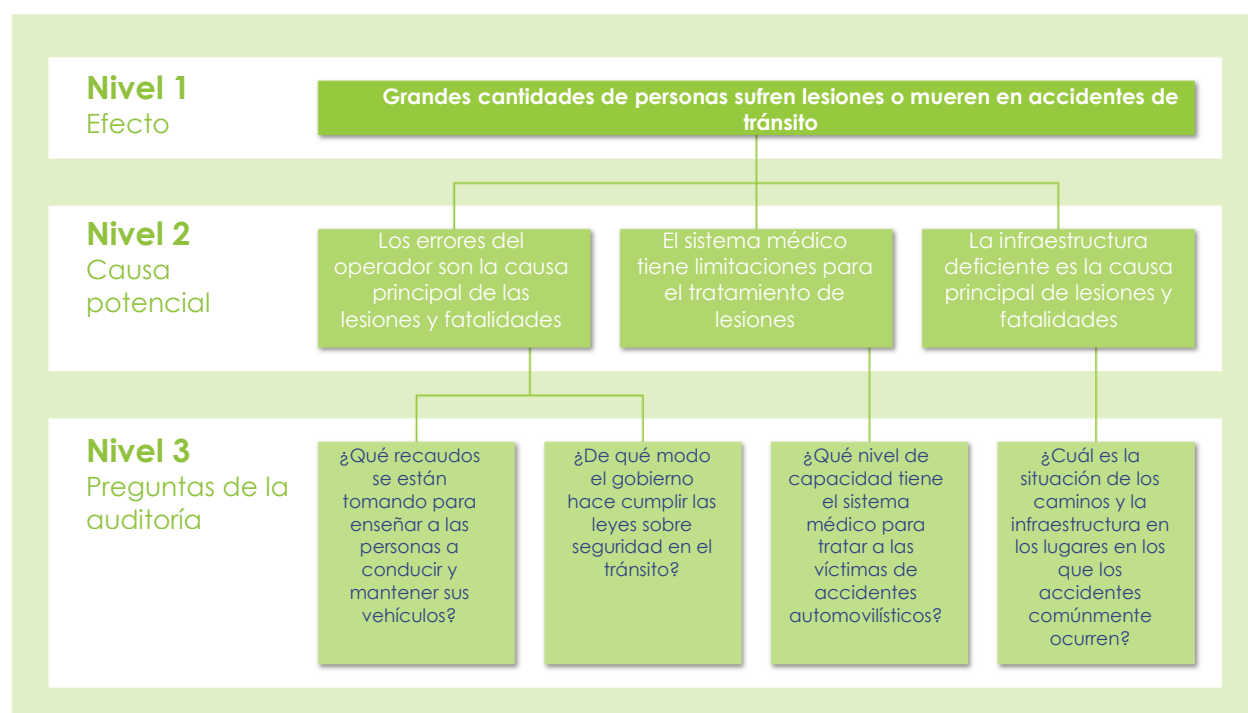 Nivel 1
Efecto
Grandes cantidades de personas sufren lesiones o mueren en accidentes de
tránsito
Nivel 2
Causa
potencial
Los errores del
operador son la causa
principal de las
lesiones y fatalidades
El sistema médico
tiene limitaciones para
el tratamiento de
lesiones
La infraestructura
deficiente es la causa
principal de lesiones y
fatalidades
Nivel 3
Preguntas de la
auditoría
¿Qué recaudos
se están
tomando para
enseñar a las
personas a
conducir y
mantener sus
vehículos?
¿De qué modo
el gobierno
hace cumplir las
leyes sobre
seguridad en el
tránsito?
¿Qué nivel de
capacidad tiene
el sistema
médico para
tratar a las
víctimas de
accidentes
automovilísticos?
¿Cuál es la
situación de los
caminos y la
infraestructura en
los lugares en los
que los
accidentes
comúnmente
ocurren?